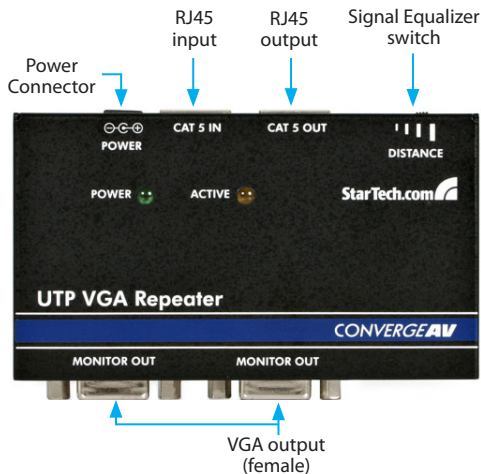 RJ45
input
RJ45
output
Signal Equalizer
switch
Power
Connector
POWER
CAT 5 IN
CAT 5 OUT
DISTANCE
POWER
ACTIVE
StarTech.com
UTP VGA Repeater
CONVERGEAV
MONITOR OUT
MONITOR OUT
VGA output
(female)